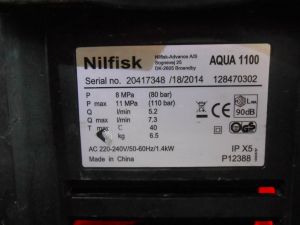 Nilfisk
Nilfisk-Advance A/S
Sognevej 25
DK-2605 Broendby
AQUA 1100
Serial no. 20417348 /18/2014 128470302
P 8 MPa (80 bar)
P max 11 MPa (110 bar)
Q l/min 5.2
Q max l/min 7.3
T max °C 40
kg 6.5
CE
90dB
AC 220-240V/50-60Hz/1.4kW IP X5
Made in China P12388